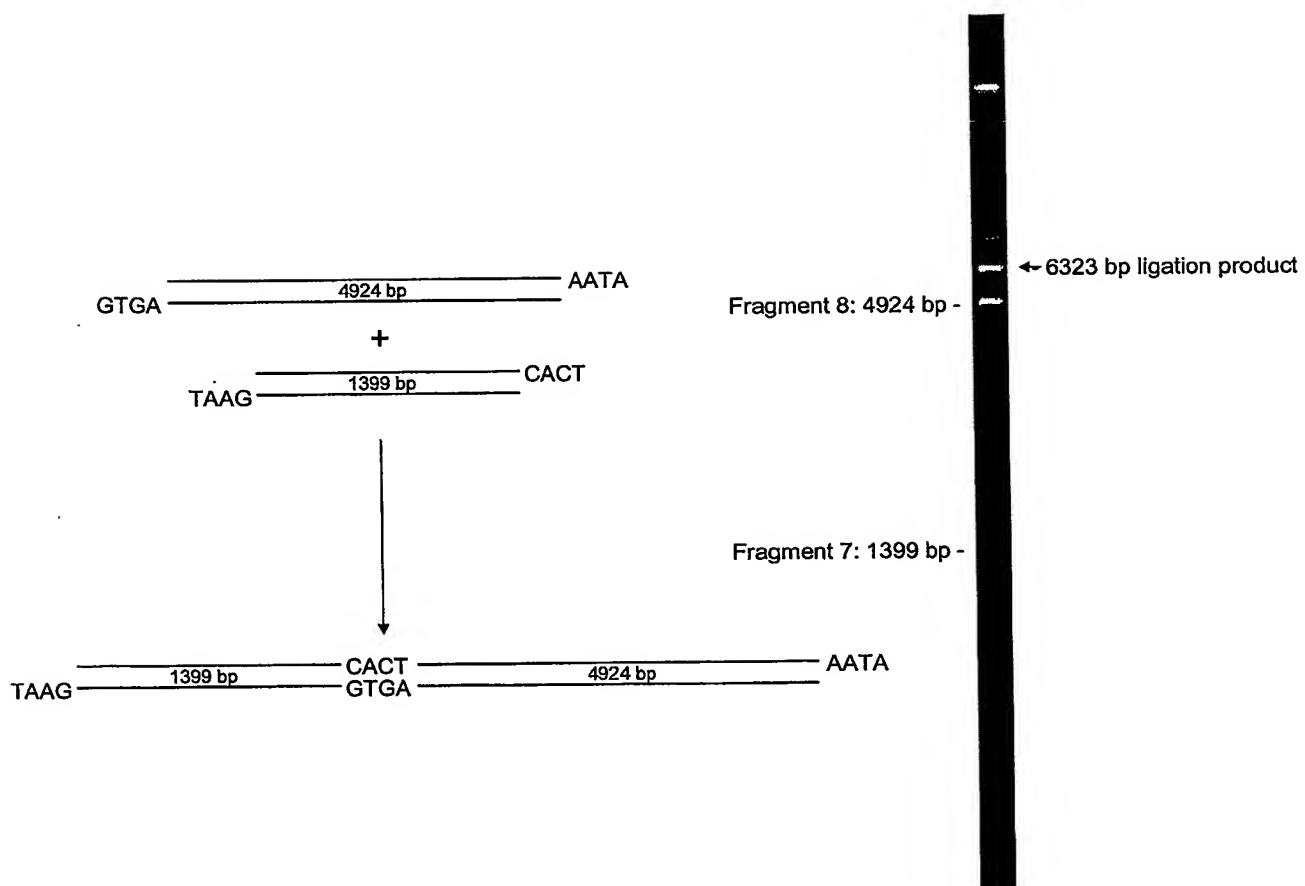 4924 bp
AATA
GTGA
+
1399 bp
CACT
TAAG
TAAG
1399 bp
CACT
GTGA
4924 bp
AATA
6323 bp ligation product
Fragment 8: 4924 bp -
Fragment 7: 1399 bp -